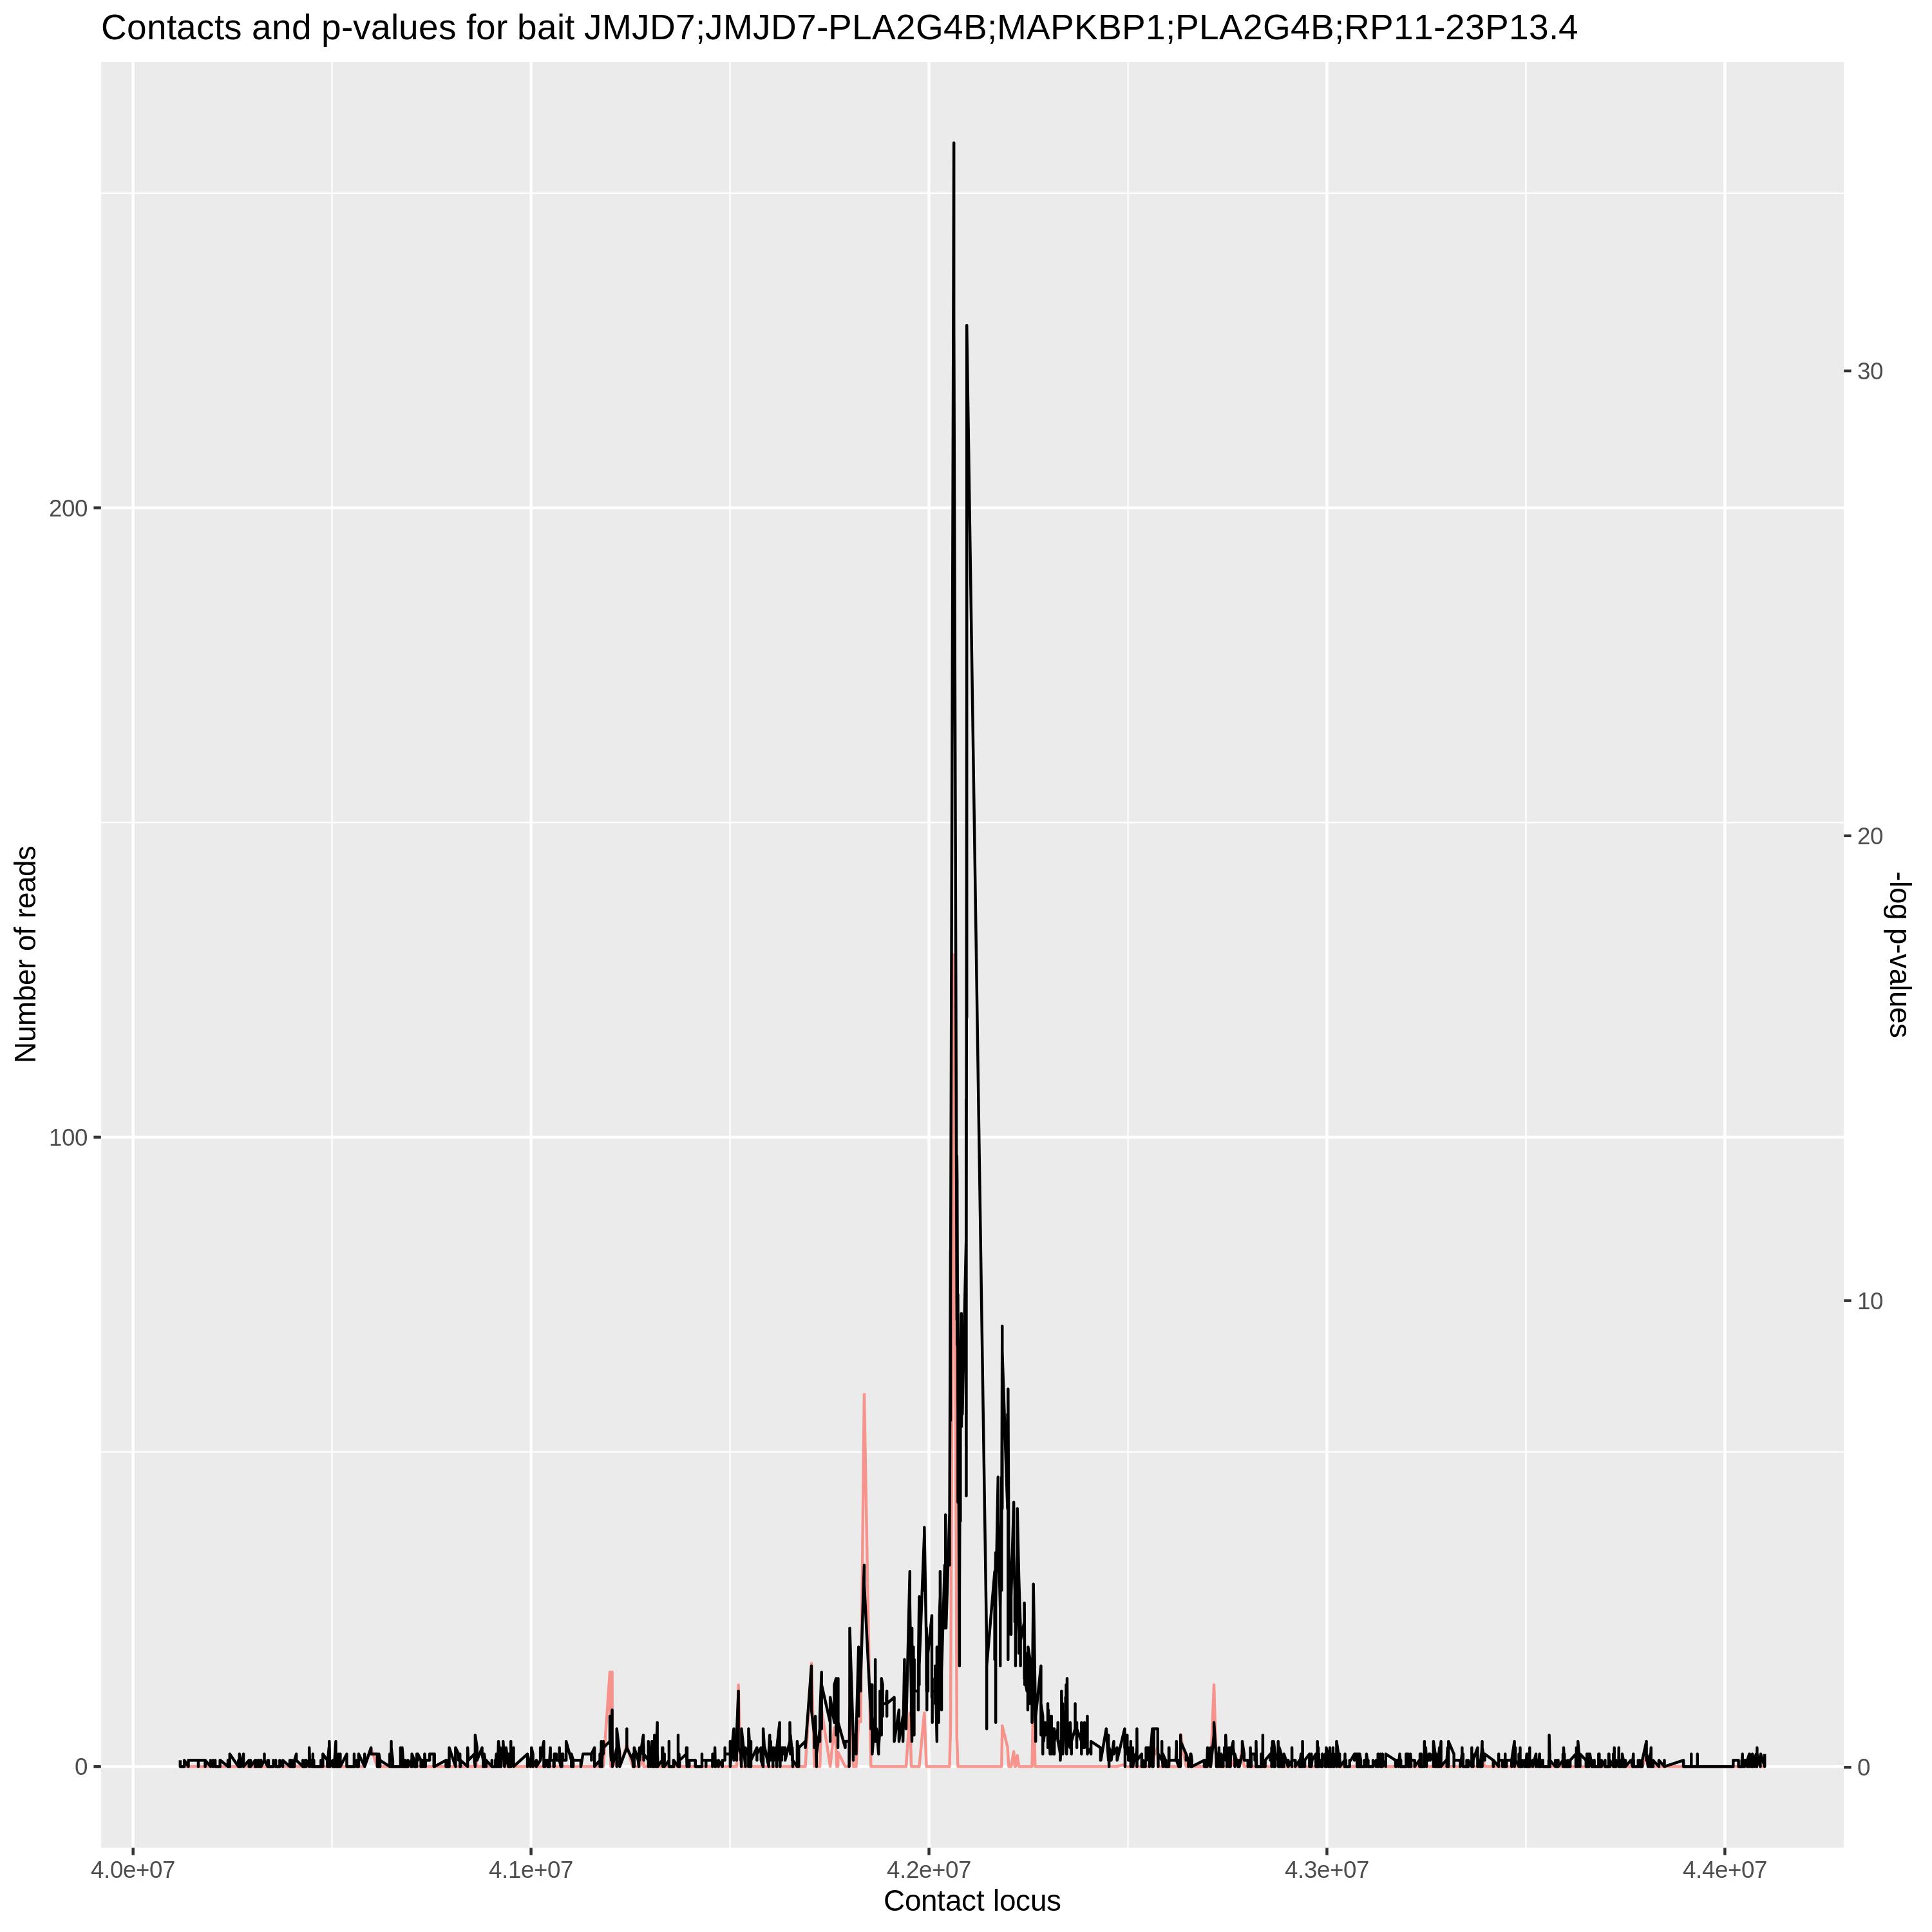 Contacts and p-values for bait JMJD7;JMJD7-PLA2G4B;MAPKBP1;PLA2G4B;RP11-23P13.4
Number of reads
200
100
0
30
20
10
0
-log p-values
4.0e+07
4.1e+07
4.2e+07
4.3e+07
4.4e+07
Contact locus